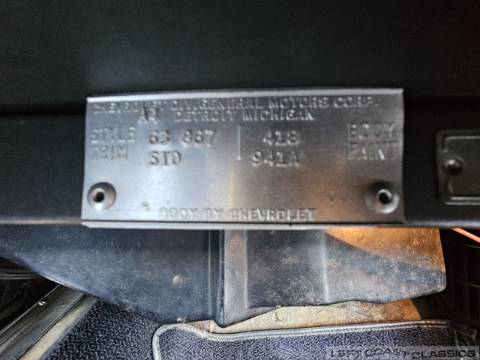 CHEVROLET DIV. GENERAL MOTORS CORP.
A2 DETROIT MICHIGAN
STYLE 63 867 418 BODY
TRIM STD 941A PAINT
BODY BY CHEVROLET
LEFT COAST CLASSICS